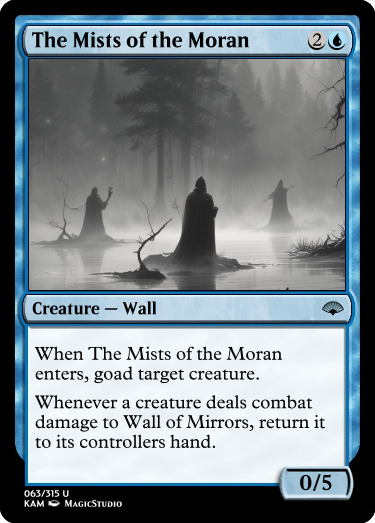 The Mists of the Moran 2
Creature — Wall
When The Mists of the Moran
enters, goad target creature.
Whenever a creature deals combat
damage to Wall of Mirrors, return it
to its controllers hand.
0/5
063/315 U
KAM MagicStudio